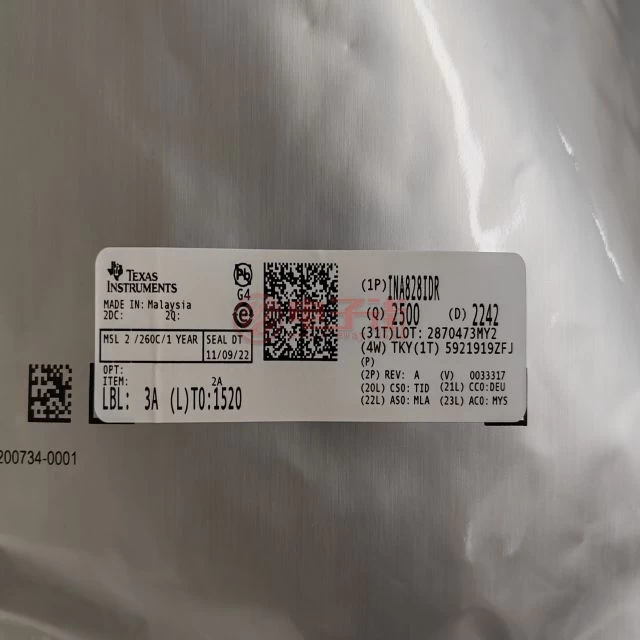 TEXAS
INSTRUMENTS
MADE IN: Malaysia
2DC: 2Q:
MSL 2 /260C/1 YEAR SEAL DT
11/09/22
OPT:
ITEM: 2A
LBL: 3A (L)TO:1520
Pb
G4
e
(1P) INA828IDR
(Q) 2500 (D) 2242
(31T)LOT: 2870473MY2
(4W) TKY(1T) 5921919ZFJ
(P)
(2P) REV: A (V) 0033317
(20L) CSO: TID (21L) CCO:DEU
(22L) ASO: MLA (23L) ACO: MYS
200734-0001